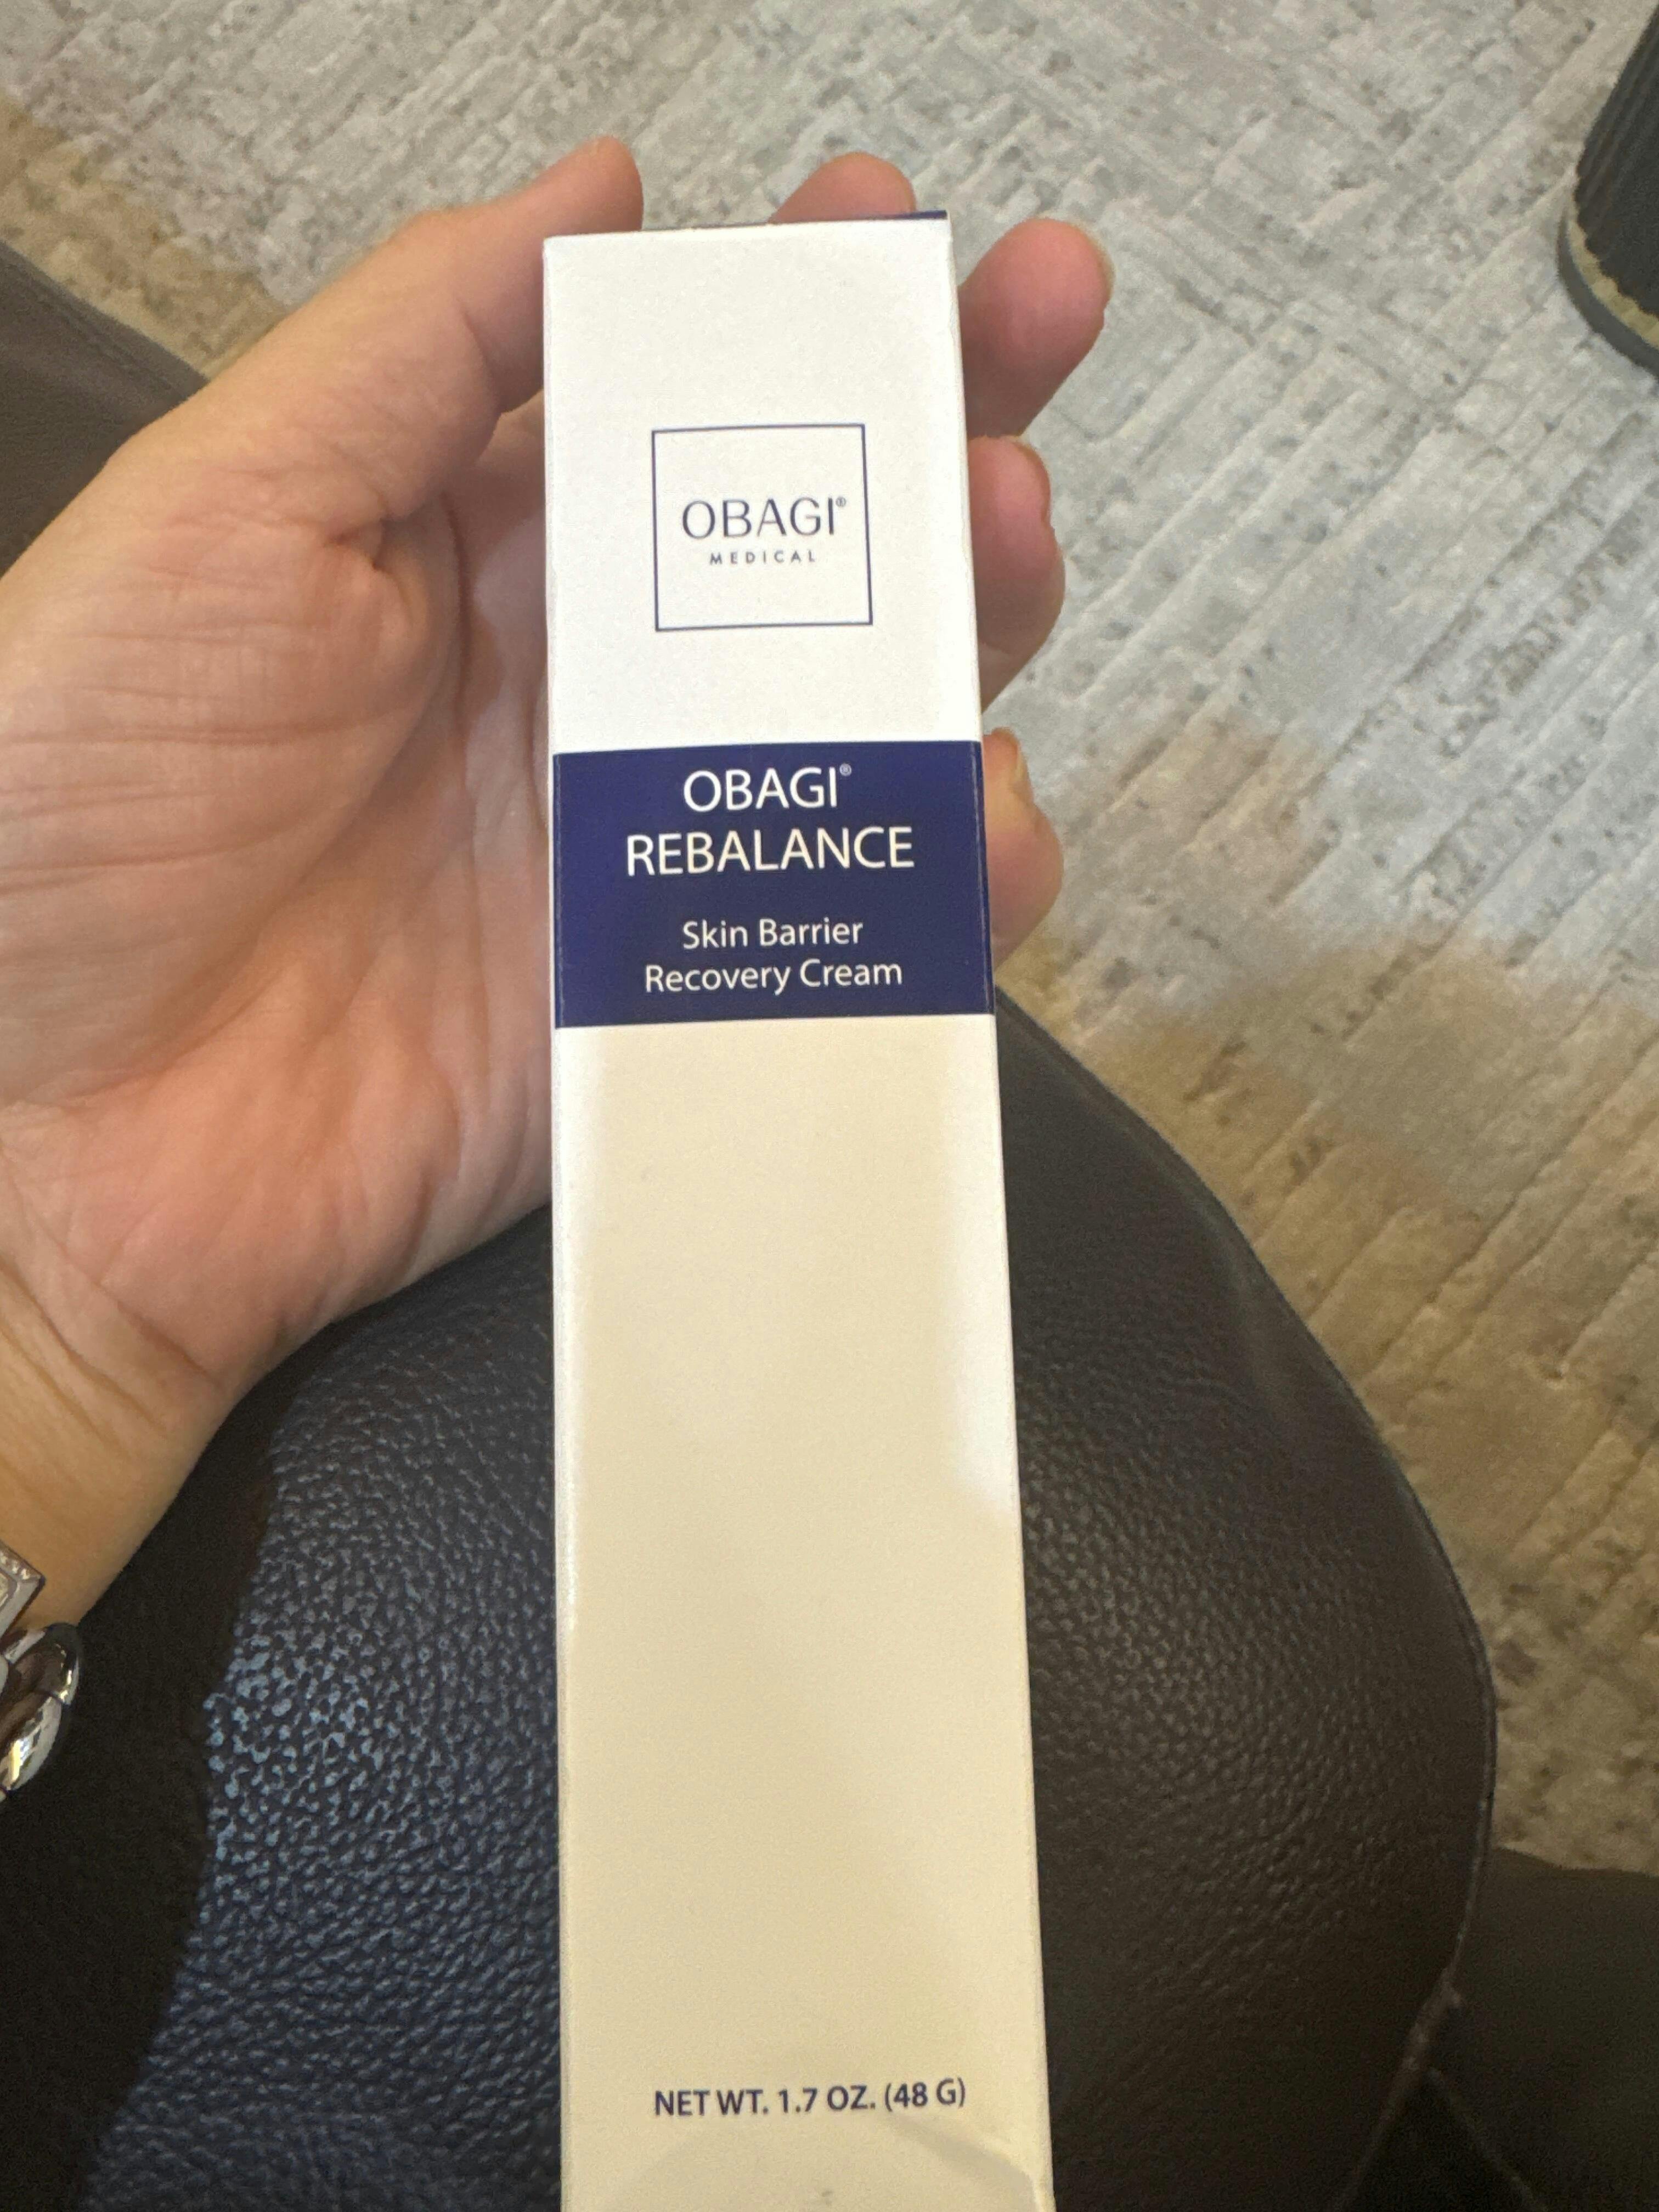 OBAGI®
MEDICAL
OBAGI®
REBALANCE
Skin Barrier
Recovery Cream
NET WT. 1.7 OZ. (48 G)